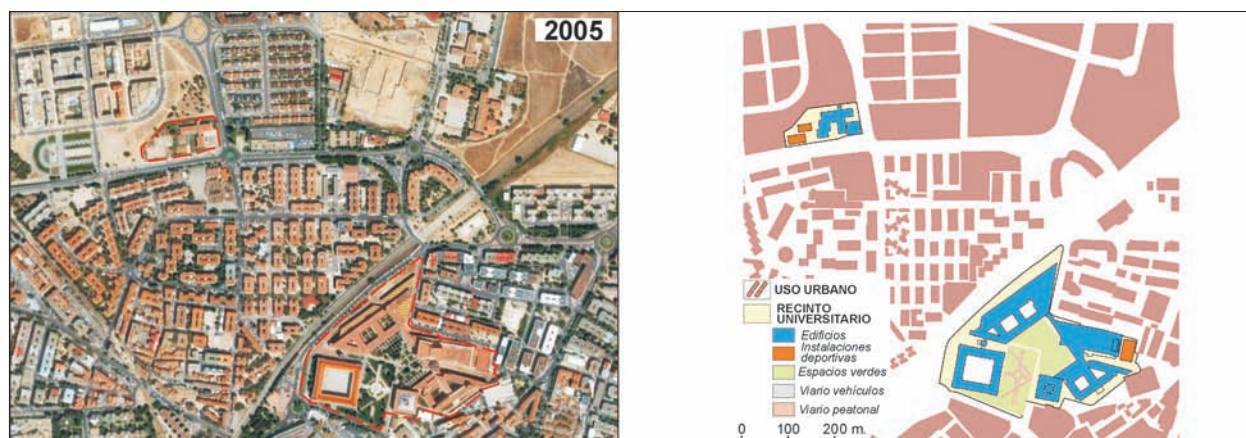 2005
USO URBANO
RECINTO
UNIVERSITARIO
Edificios
Instalaciones
deportivas
Espacios verdes
Viario vehículos
Viario peatonal
0 100 200 m.